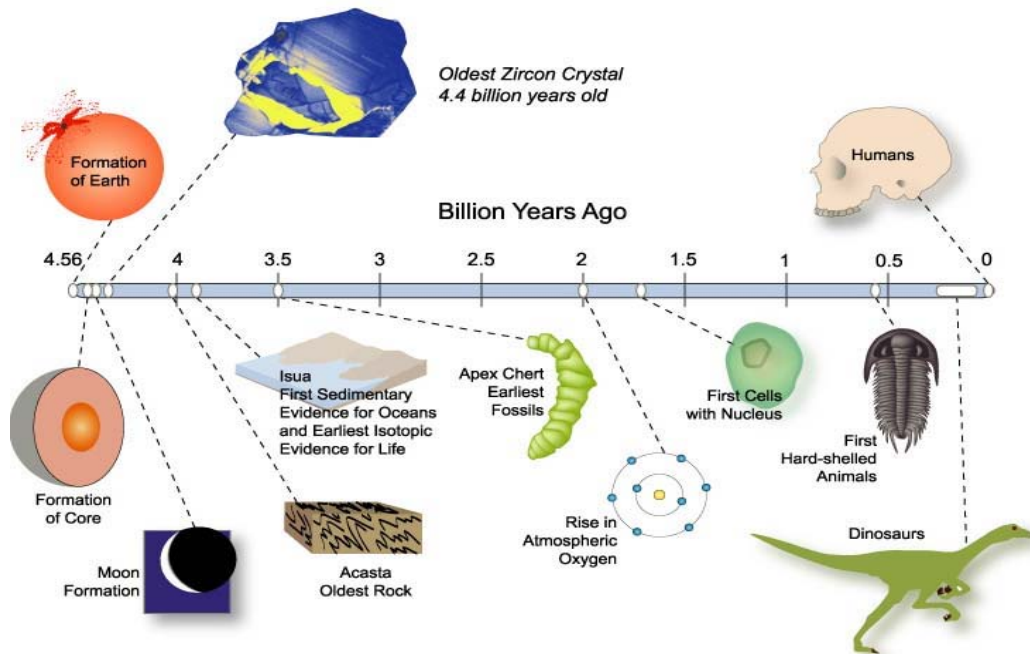 Oldest Zircon Crystal
4.4 billion years old
Formation
of Earth
Humans
Billion Years Ago
4.56 4 3.5 3 2.5 2 1.5 1 0.5 0
Isua
First Sedimentary
Evidence for Oceans
and Earliest Isotopic
Evidence for Life
Apex Chert
Earliest
Fossils
First Cells
with Nucleus
First
Hard-shelled
Animals
Formation
of Core
Rise in
Atmospheric
Oxygen
Dinosaurs
Moon
Formation
Acasta
Oldest Rock